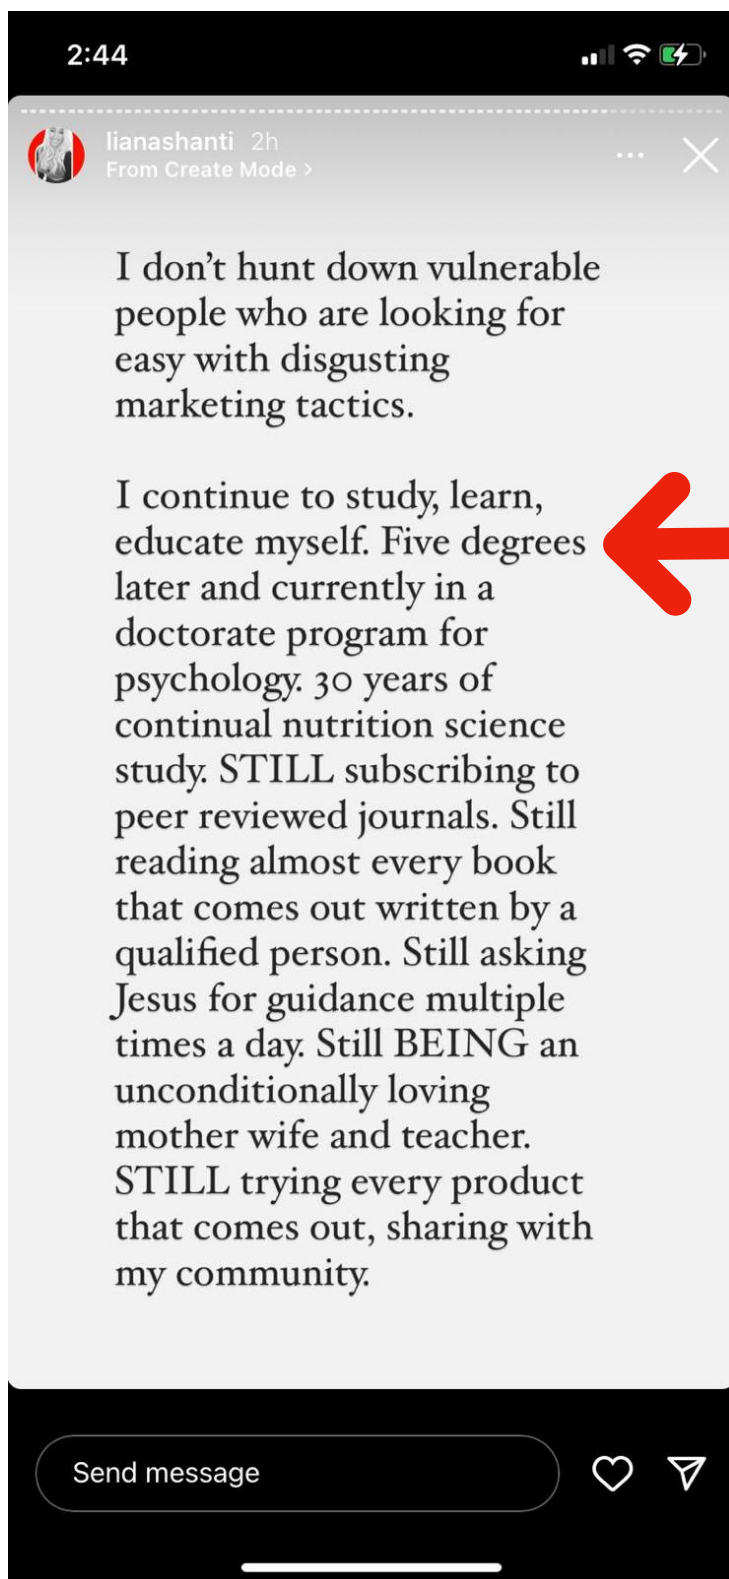 2:44
lianashanti 2h
From Create Mode >
I don’t hunt down vulnerable
people who are looking for
easy with disgusting
marketing tactics.
I continue to study, learn,
educate myself. Five degrees
later and currently in a
doctorate program for
psychology. 30 years of
continual nutrition science
study. STILL subscribing to
peer reviewed journals. Still
reading almost every book
that comes out written by a
qualified person. Still asking
Jesus for guidance multiple
times a day. Still BEING an
unconditionally loving
mother wife and teacher.
STILL trying every product
that comes out, sharing with
my community.
Send message